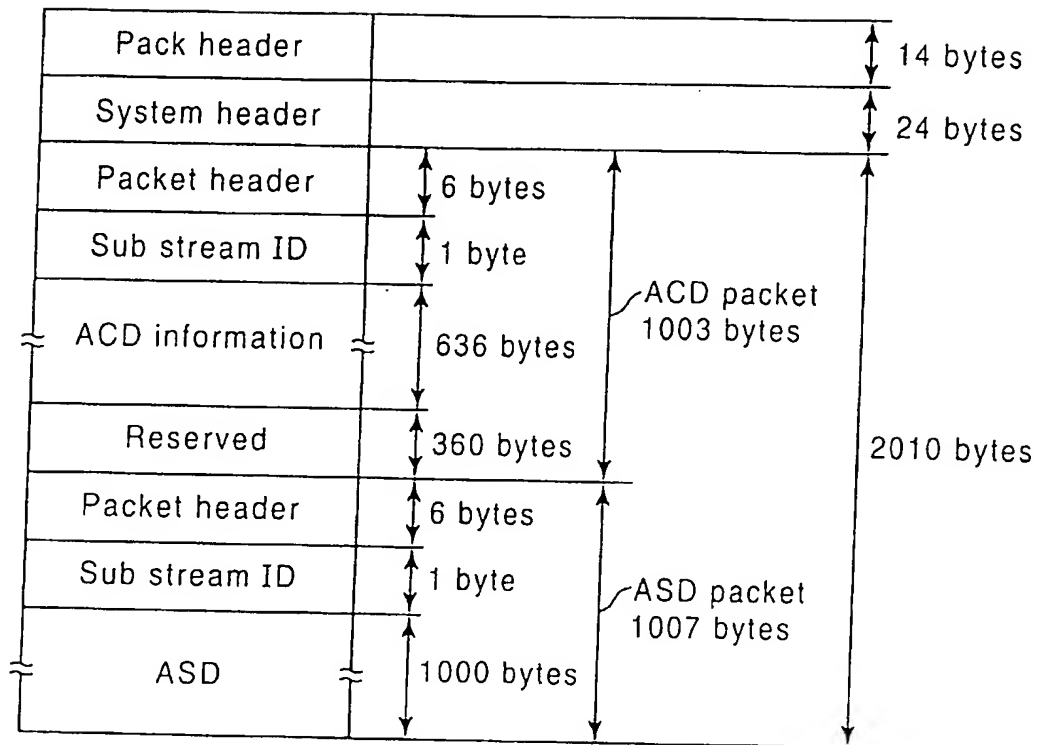 Pack header
14 bytes
System header
24 bytes
Packet header
6 bytes
Sub stream ID
1 byte
ACD information
636 bytes
ACD packet
1003 bytes
Reserved
360 bytes
2010 bytes
Packet header
6 bytes
Sub stream ID
1 byte
ASD packet
1007 bytes
ASD
1000 bytes